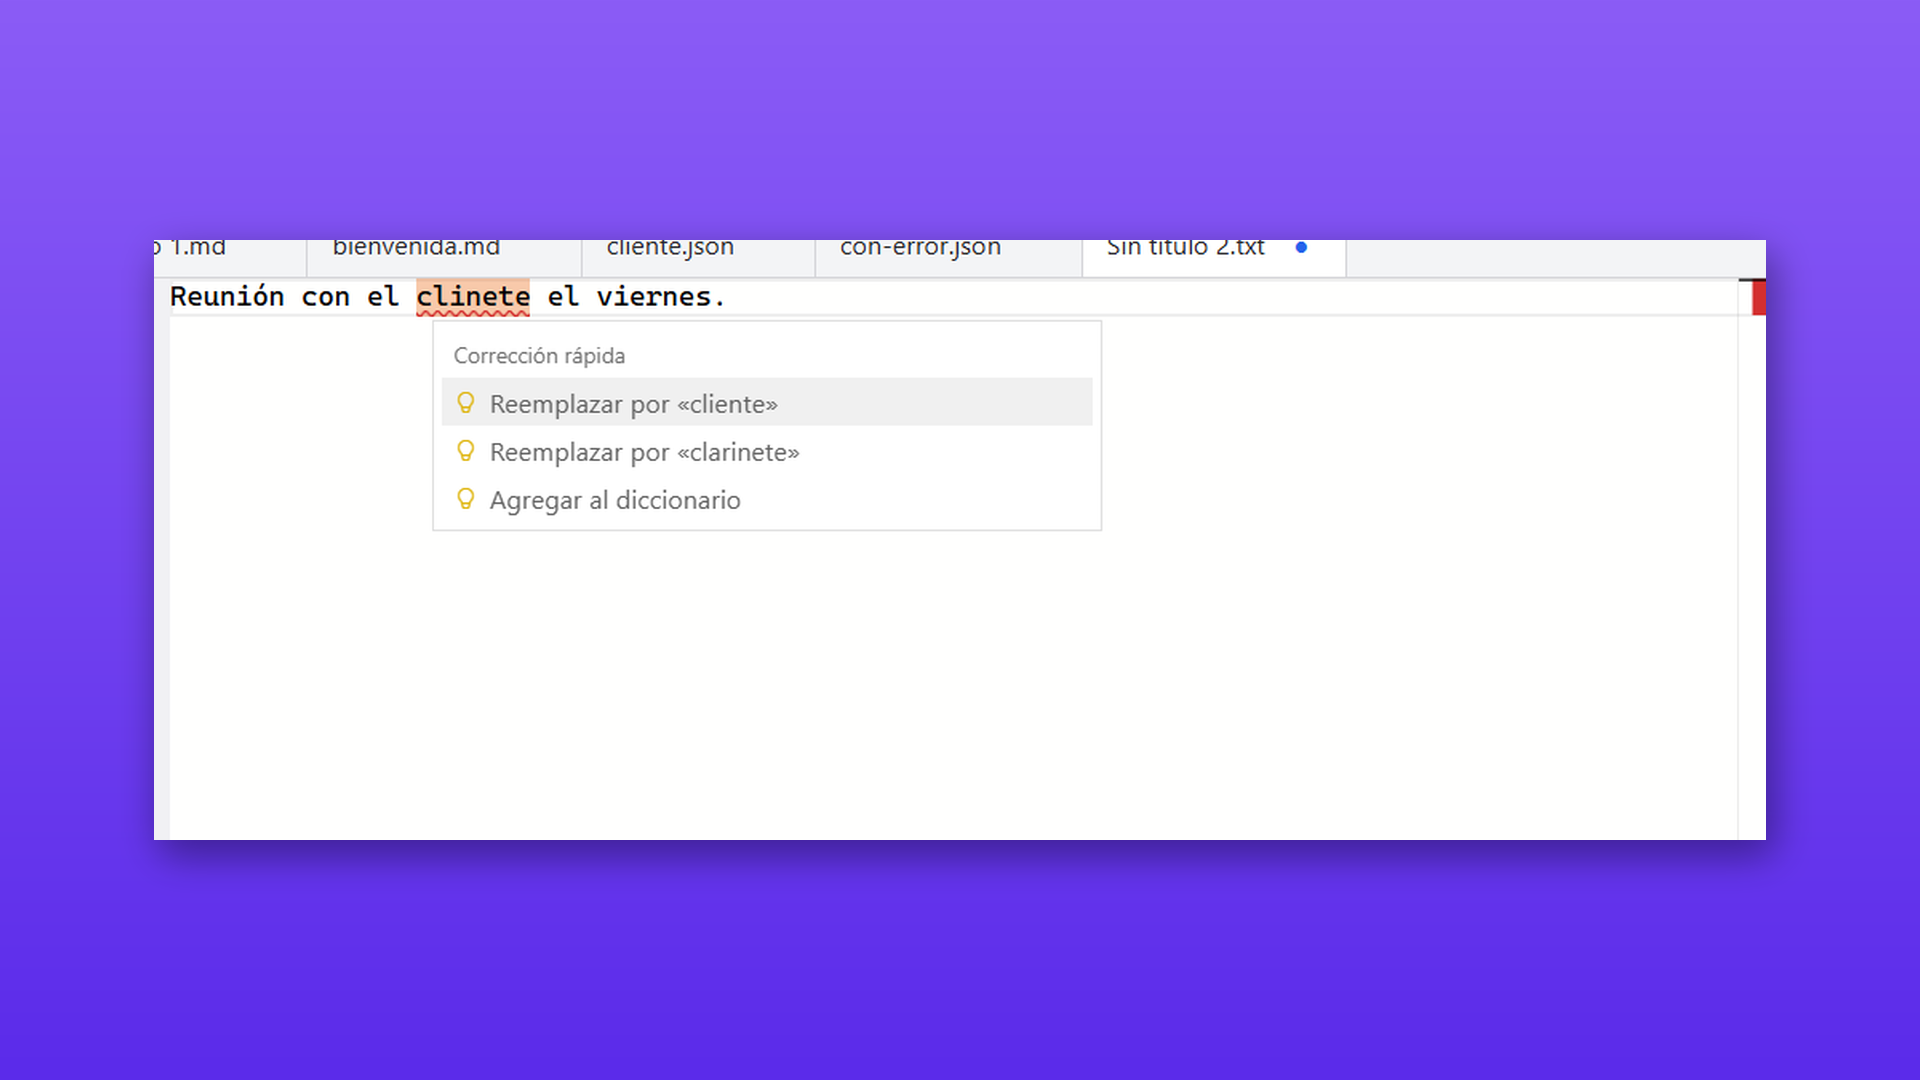 o 1.md bienvenida.md cliente.json con-error.json Sin título 2.txt
Reunión con el clinete el viernes.
Corrección rápida
Reemplazar por «cliente»
Reemplazar por «clarinete»
Agregar al diccionario